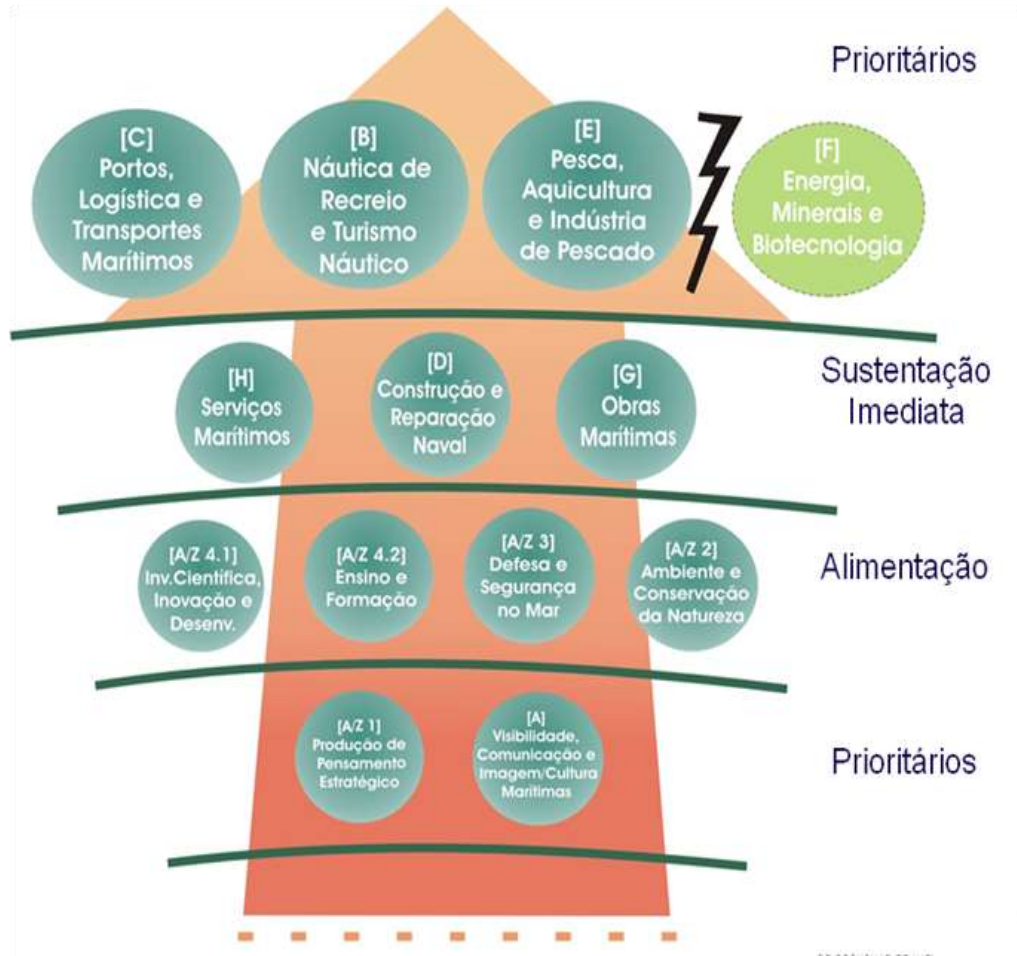 Prioritários
[C]
Portos,
Logística e
Transportes
Marítimos
[B]
Náutica de
Recreio
e Turismo
Náutico
[E]
Pesca,
Aquicultura
e Indústria
de Pescado
[F]
Energia,
Minerais e
Biotecnologia
Sustentação
Imediata
[H]
Serviços
Marítimos
[D]
Construção e
Reparação
Naval
[G]
Obras
Marítimas
Alimentação
[A/Z 4.1]
Inv.Científica,
Inovação e
Desenv.
[A/Z 4.2]
Ensino e
Formação
[A/Z 3]
Defesa e
Segurança
no Mar
[A/Z 2]
Ambiente e
Conservação
da Natureza
Prioritários
[A/Z 1]
Produção de
Pensamento
Estratégico
[A]
Visibilidade,
Comunicação e
Imagem/Cultura
Marítimas